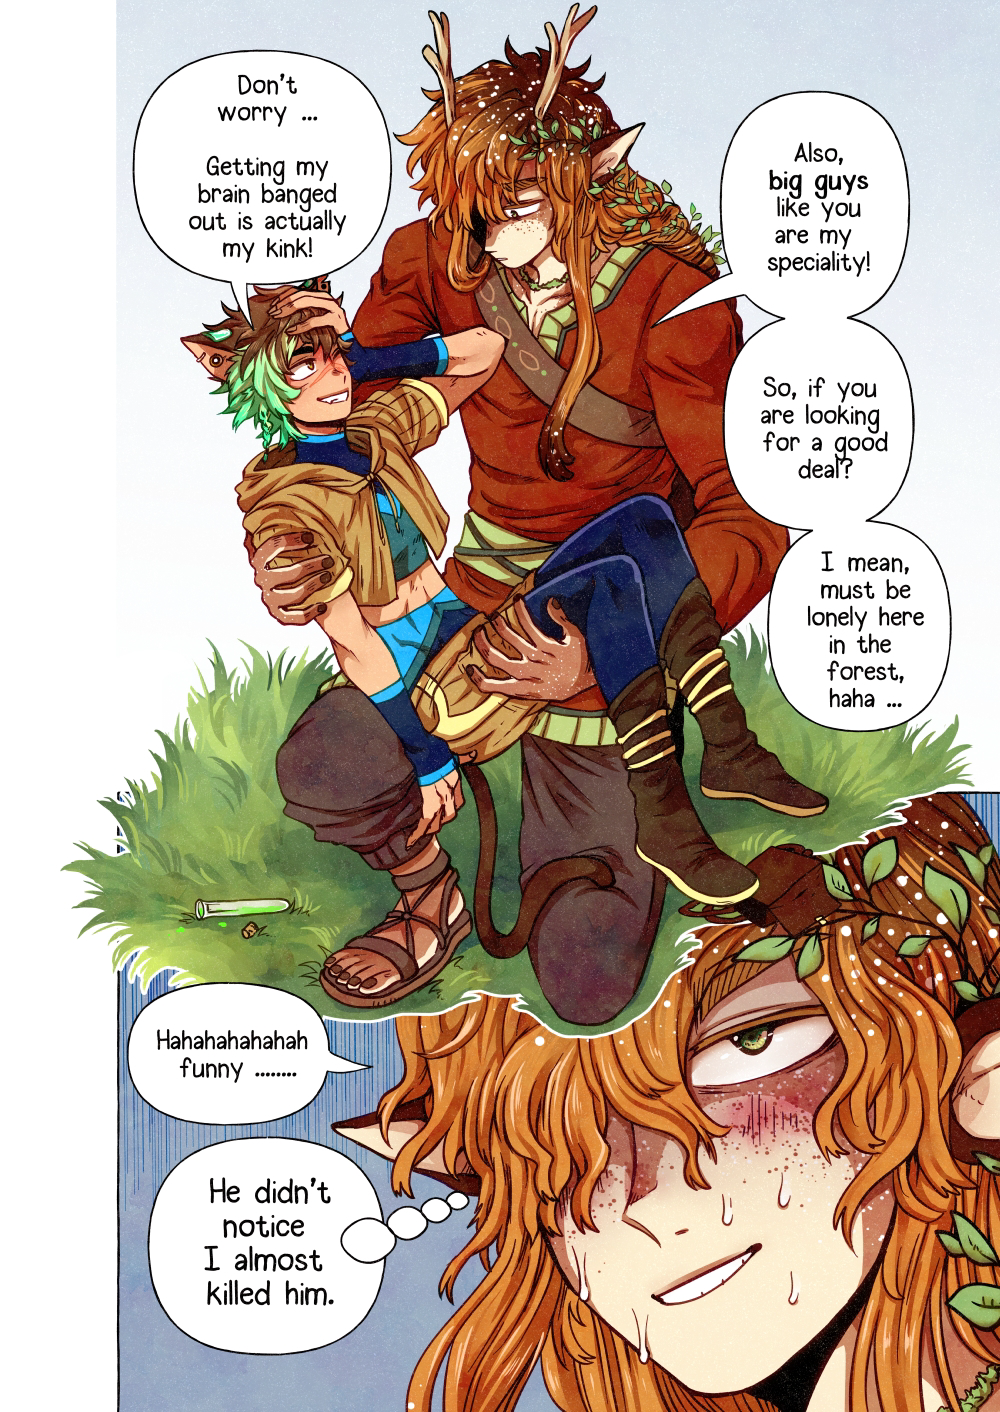 Don't
worry ...
Getting my
brain banged
out is actually
my kink!
Also,
big guys
like you
are my
speciality!
So, if you
are looking
for a good
deal?
I mean,
must be
lonely here
in the
forest,
haha ...
Hahahahahahah
funny ........
He didn't
notice
I almost
killed him.